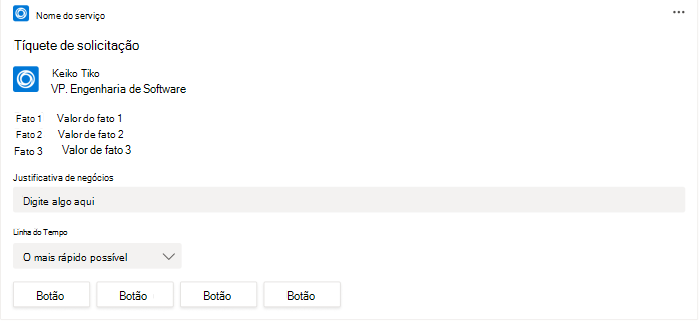 Nome do serviço
Tíquete de solicitação
Keiko Tiko
VP. Engenharia de Software
Fato 1 Valor do fato 1
Fato 2 Valor de fato 2
Fato 3 Valor de fato 3
Justificativa de negócios
Digite algo aqui
Linha do Tempo
O mais rápido possível
Botão Botão Botão Botão